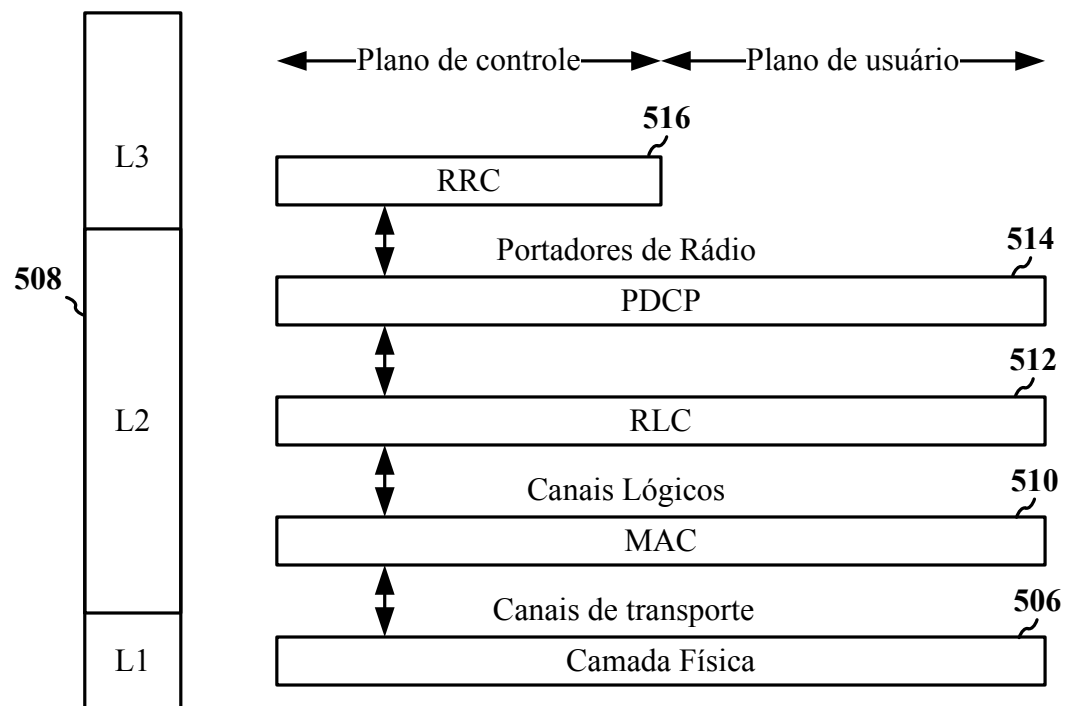 Plano de controle
Plano de usuário
516
L3
RRC
Portadores de Rádio
514
508
PDCP
512
L2
RLC
Canais Lógicos
510
MAC
Canais de transporte
506
L1
Camada Física